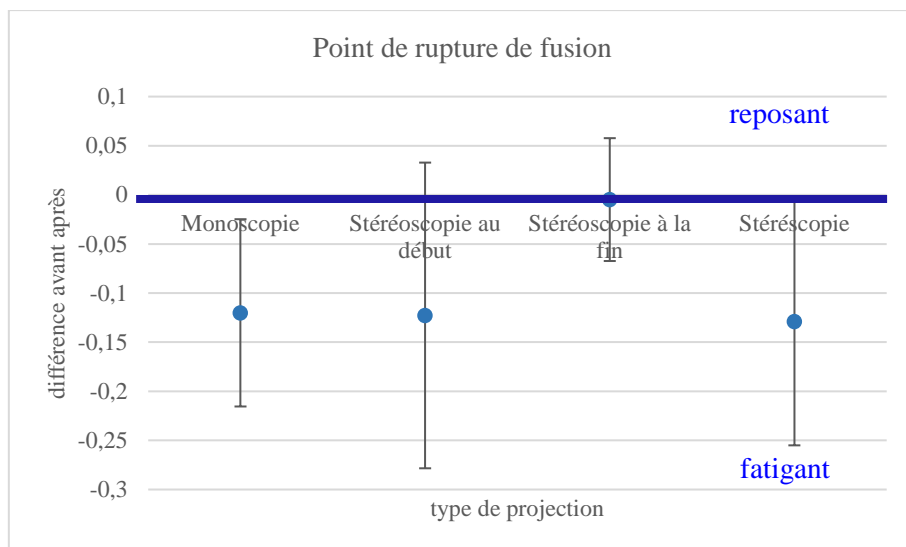 Point de rupture de fusion
0,1
reposant
0,05
0
Monoscopie
Stéréoscopie au
début
Stéréoscopie à la
fin
Stéréscopie
-0,05
-0,1
-0,15
-0,2
-0,25
fatigant
-0,3
différence avant après
type de projection